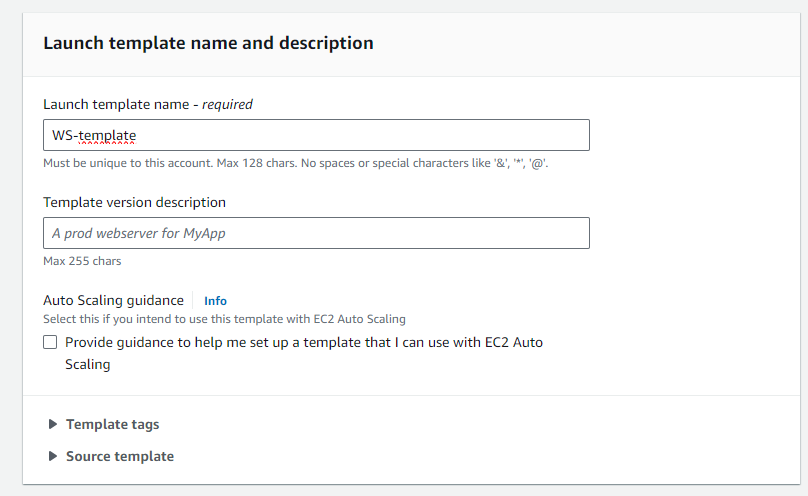 Launch template name and description
Launch template name - required
WS-template
Must be unique to this account. Max 128 chars. No spaces or special characters like '&', '*', '@'.
Template version description
A prod webserver for MyApp
Max 255 chars
Auto Scaling guidance Info
Select this if you intend to use this template with EC2 Auto Scaling
Provide guidance to help me set up a template that I can use with EC2 Auto
Scaling
Template tags
Source template